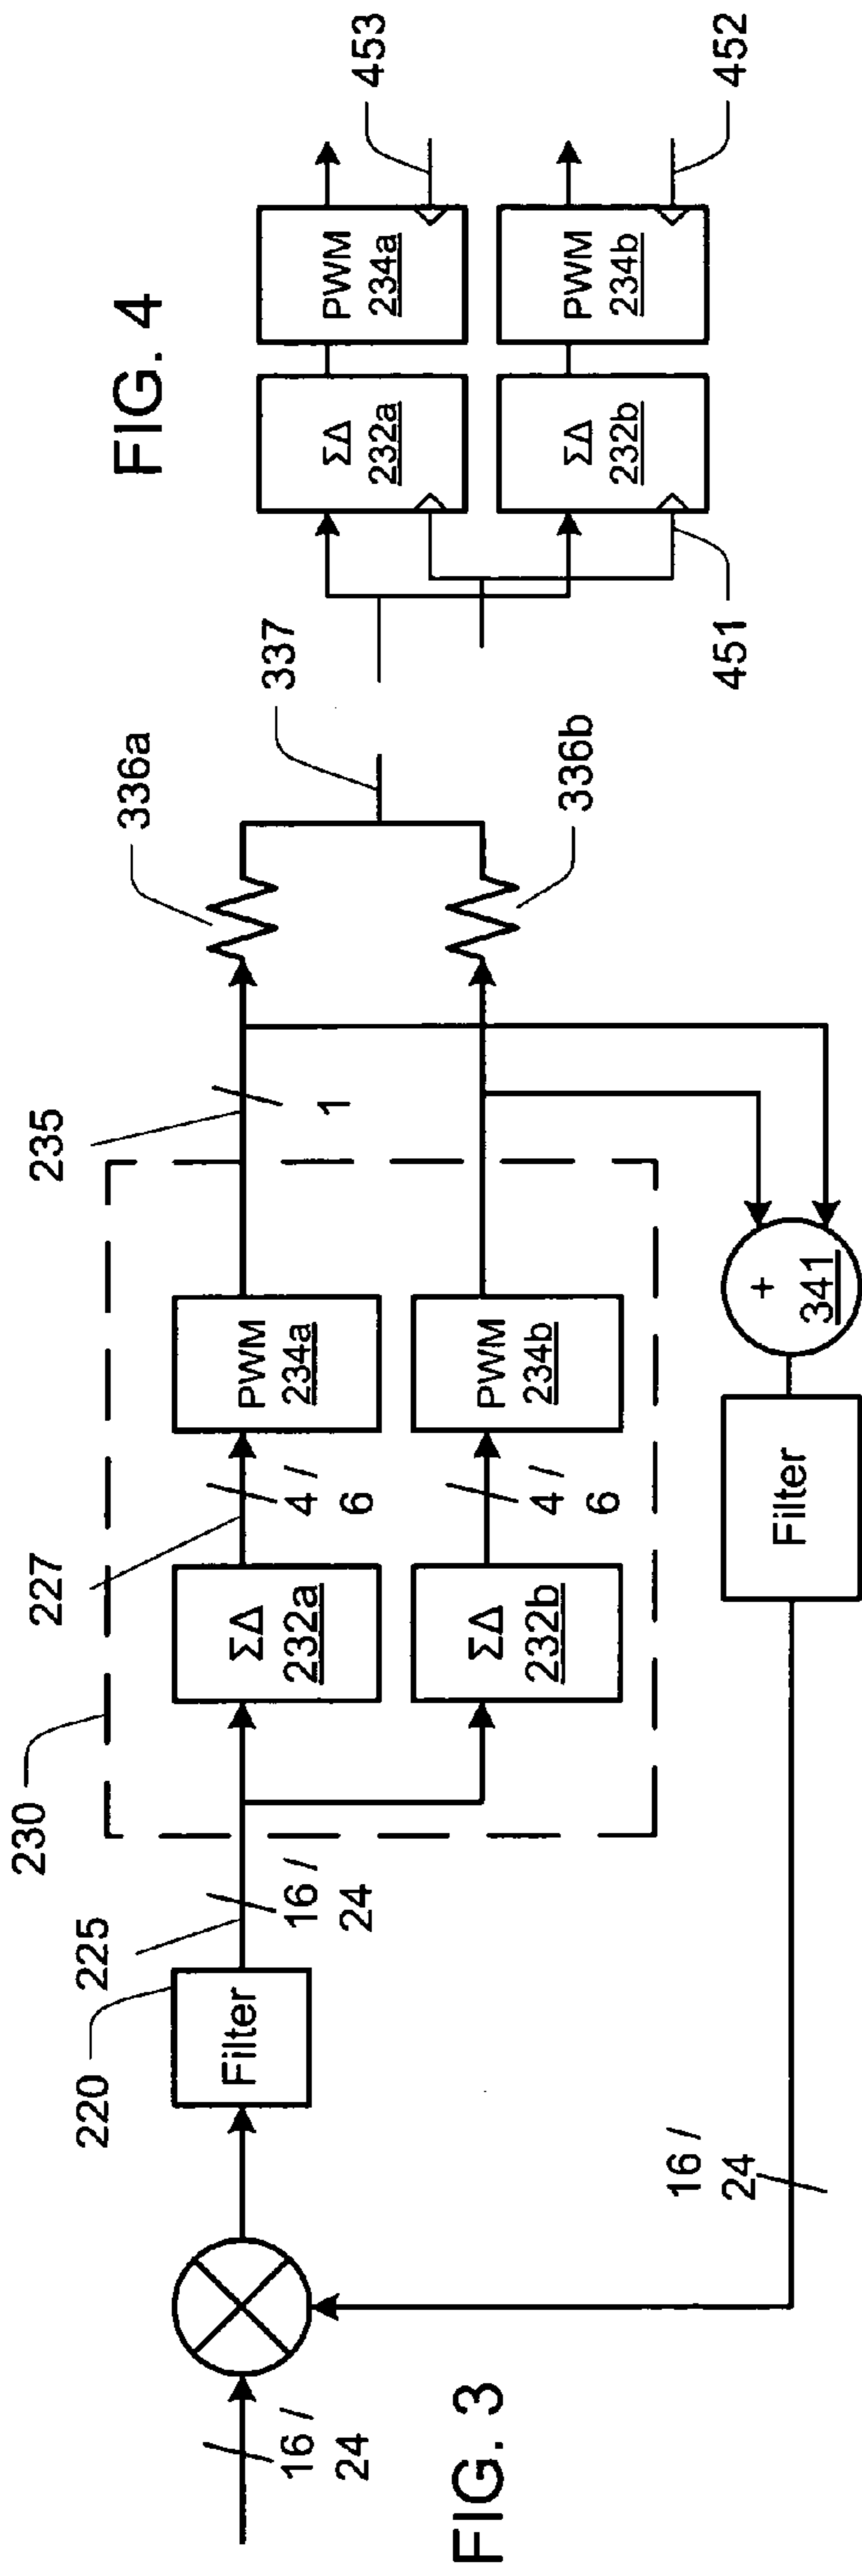 FIG. 3
16 /
24
220
Filter
225
16 /
24
230
ΣΔ
232a
227
4 /
6
PWM
234a
235
1
336a
337
ΣΔ
232b
4 /
6
PWM
234b
336b
16 /
24
Filter
+
341
FIG. 4
ΣΔ
232a
PWM
234a
453
ΣΔ
232b
PWM
234b
452
451